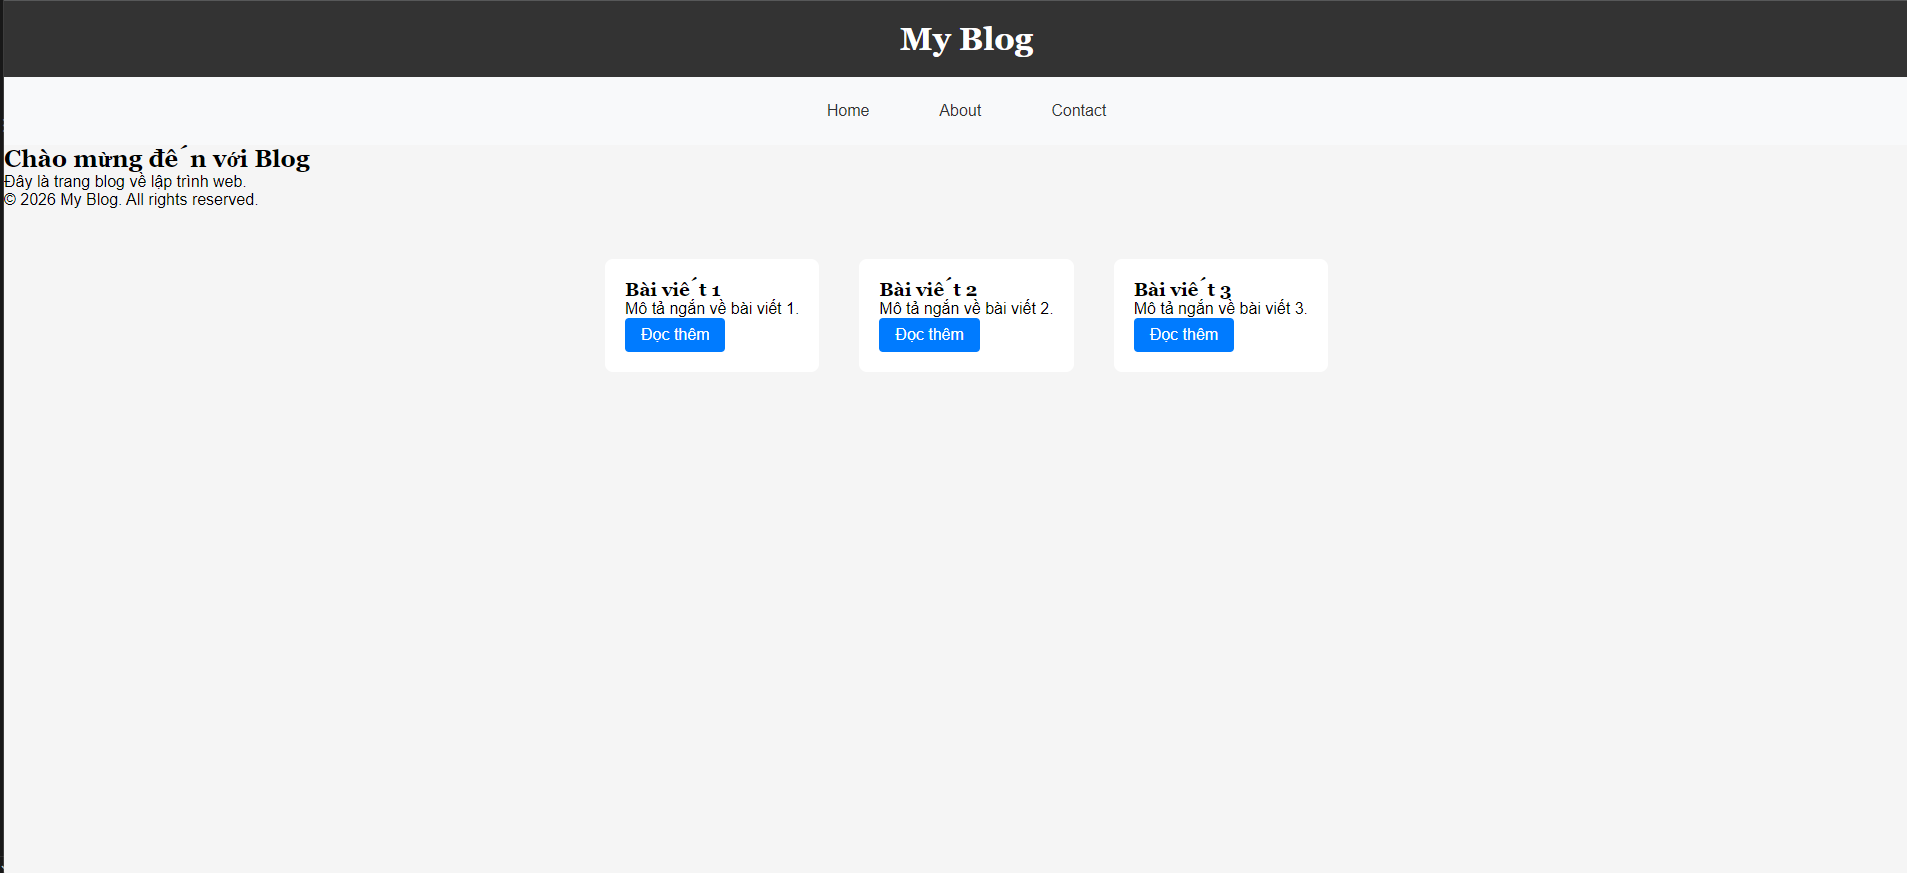 My Blog
Home About Contact
Chào mừng đến với Blog
Đây là trang blog về lập trình web.
© 2026 My Blog. All rights reserved.
Bài viết 1
Mô tả ngắn về bài viết 1.
Đọc thêm
Bài viết 2
Mô tả ngắn về bài viết 2.
Đọc thêm
Bài viết 3
Mô tả ngắn về bài viết 3.
Đọc thêm